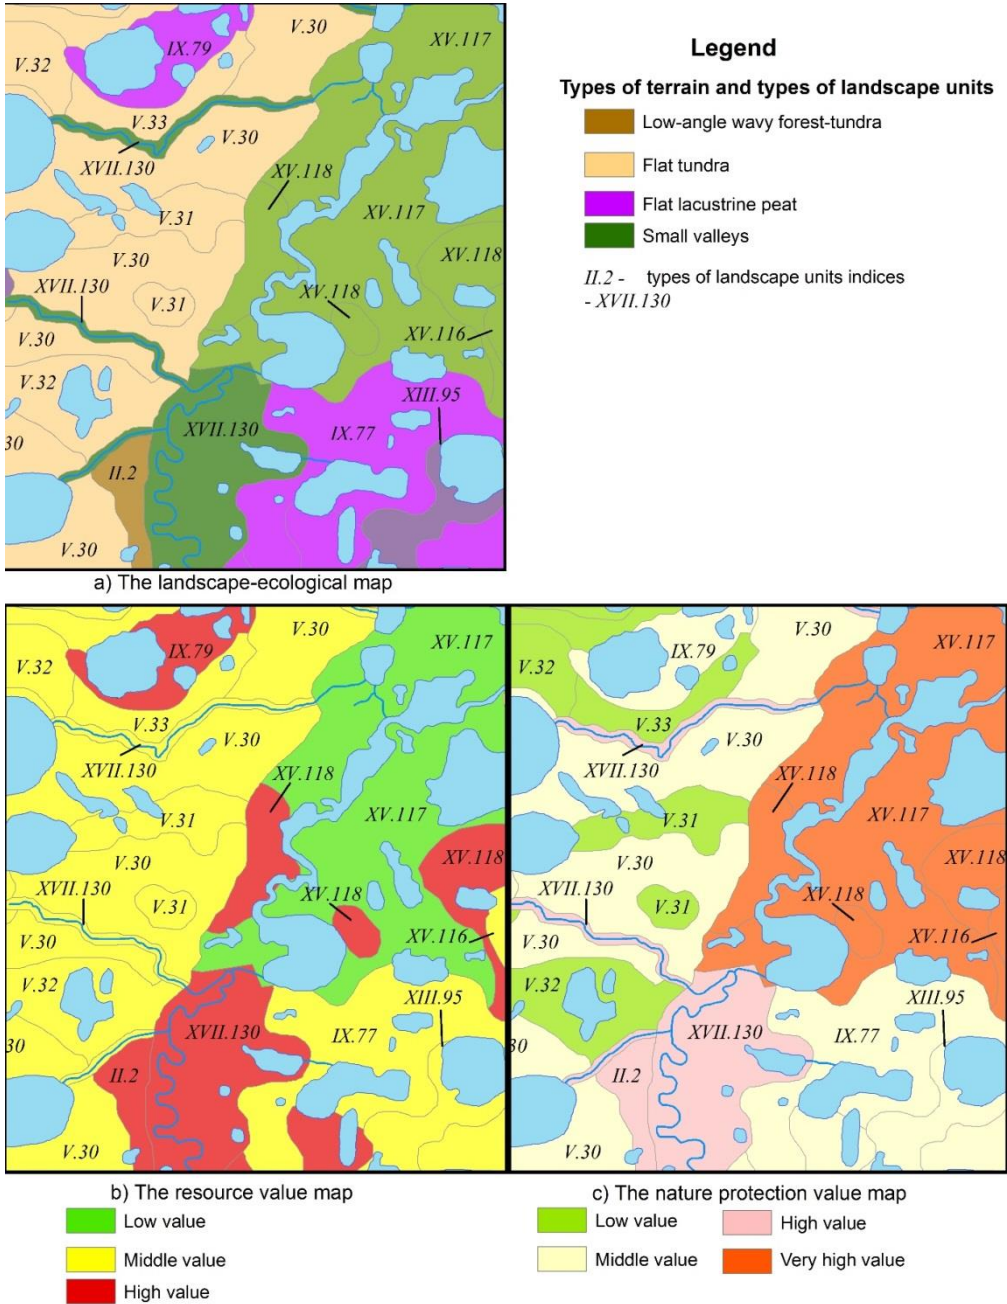 V.30
XV.117
IX.79
V.32
V.33
V.30
XVII.130
XV.118
XV.117
V.31
V.30
XV.118
XVII.130
V.31
XV.118
V.30
XV.116
V.32
XIII.95
30
XVII.130
IX.77
II.2
V.30
a) The landscape-ecological map
Legend
Types of terrain and types of landscape units
Low-angle wavy forest-tundra
Flat tundra
Flat lacustrine peat
Small valleys
II.2 - types of landscape units indices
- XVII.130
V.30
XV.117
IX.79
V.32
V.33
V.30
XVII.130
XV.118
XV.117
V.31
V.30
XV.118
XVII.130
V.31
XV.118
V.30
XV.116
V.32
XIII.95
30
XVII.130
IX.77
II.2
V.30
b) The resource value map
Low value
Middle value
High value
V.30
XV.117
IX.79
V.32
V.33
V.30
XVII.130
XV.118
XV.117
V.31
V.30
XV.118
XVII.130
V.31
XV.118
V.30
XV.116
V.32
XIII.95
30
XVII.130
IX.77
II.2
V.30
c) The nature protection value map
Low value
High value
Middle value
Very high value